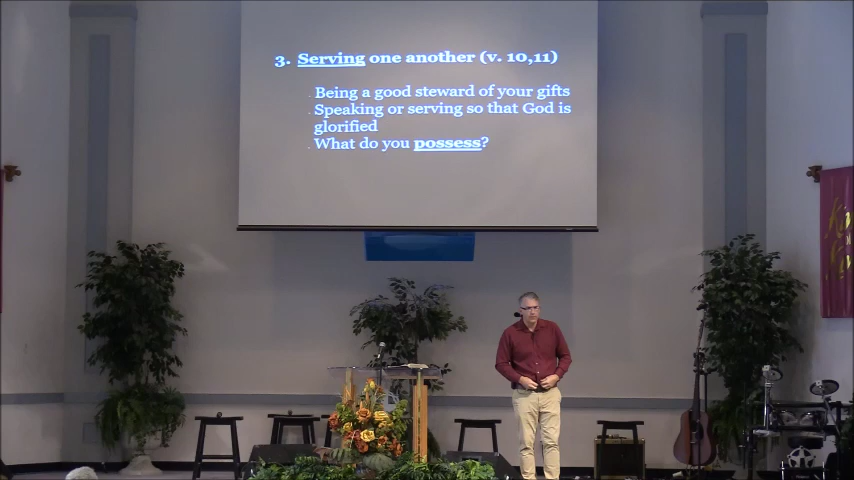 3. Serving one another (v. 10,11)
Being a good steward of your gifts
Speaking or serving so that God is
glorified
What do you possess?